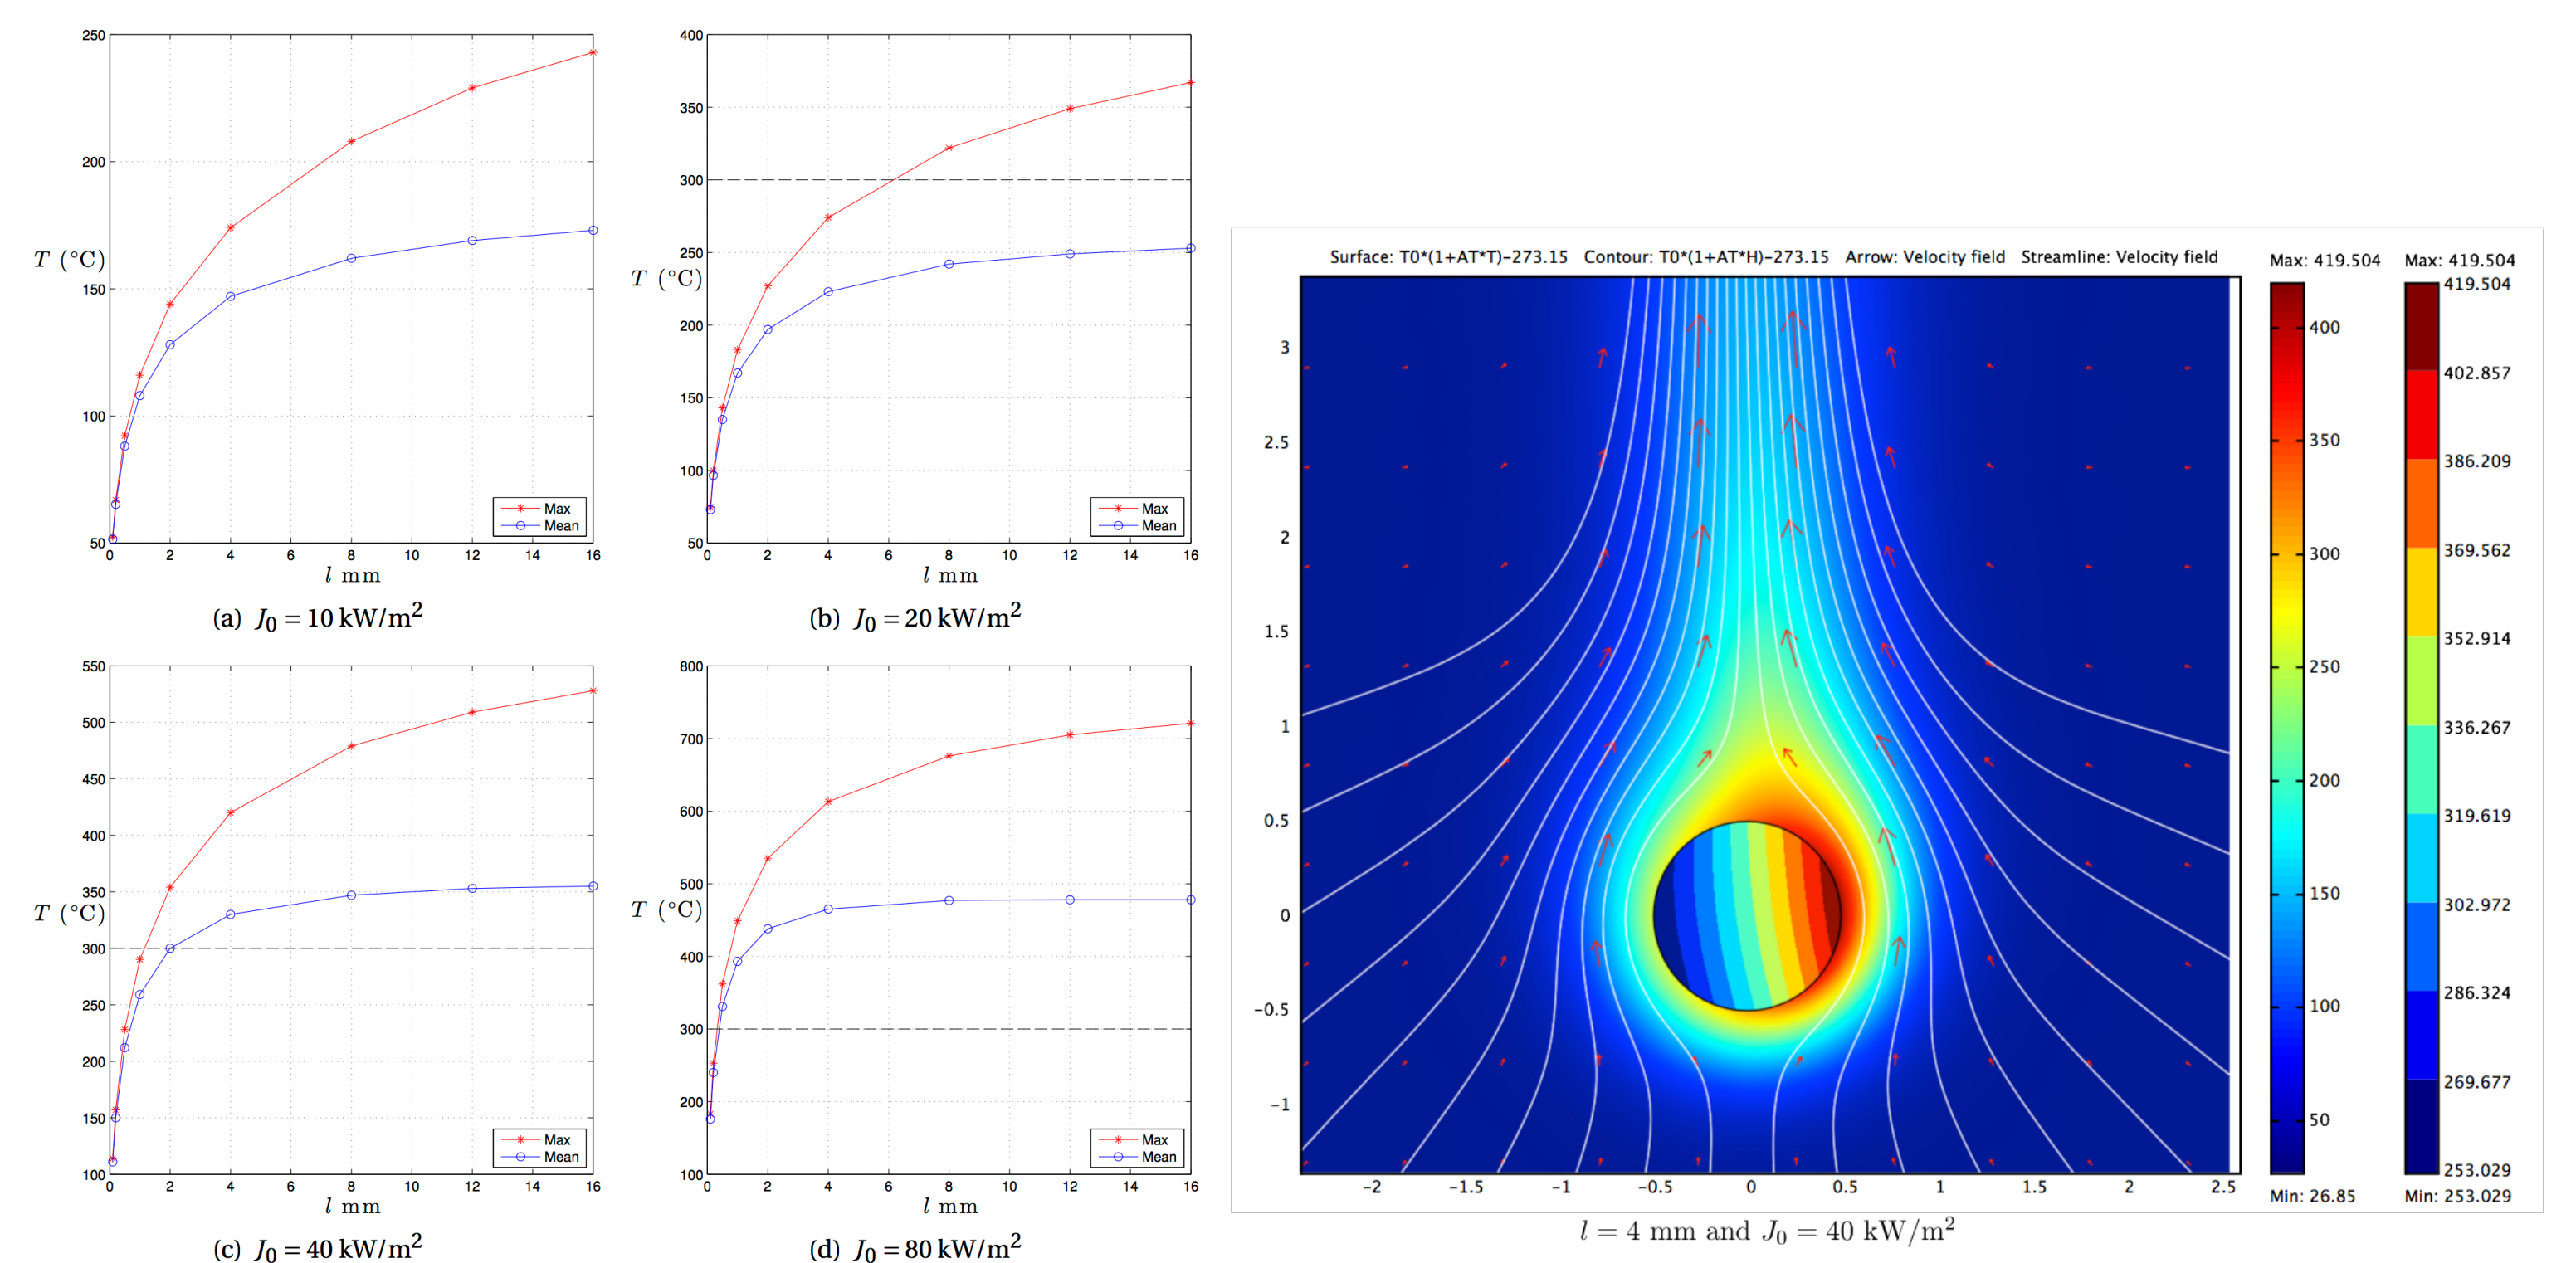 250
200
150
100
50
T (°C)
0 2 4 6 8 10 12 14 16
l mm
Max
Mean
(a) J0 = 10 kW/m2
400
350
300
250
200
150
100
50
T (°C)
0 2 4 6 8 10 12 14 16
l mm
Max
Mean
(b) J0 = 20 kW/m2
550
500
450
400
350
300
250
200
150
100
T (°C)
0 2 4 6 8 10 12 14 16
l mm
Max
Mean
(c) J0 = 40 kW/m2
800
700
600
500
400
300
200
100
T (°C)
0 2 4 6 8 10 12 14 16
l mm
Max
Mean
(d) J0 = 80 kW/m2
Surface: T0*(1+AT*T)-273.15 Contour: T0*(1+AT*H)-273.15 Arrow: Velocity field Streamline: Velocity field
3
2.5
2
1.5
1
0.5
0
-0.5
-1
-2 -1.5 -1 -0.5 0 0.5 1 1.5 2 2.5
Max: 419.504
400
350
300
250
200
150
100
50
Min: 26.85
Max: 419.504
419.504
402.857
386.209
369.562
352.914
336.267
319.619
302.972
286.324
269.677
253.029
Min: 253.029
l = 4 mm and J0 = 40 kW/m2